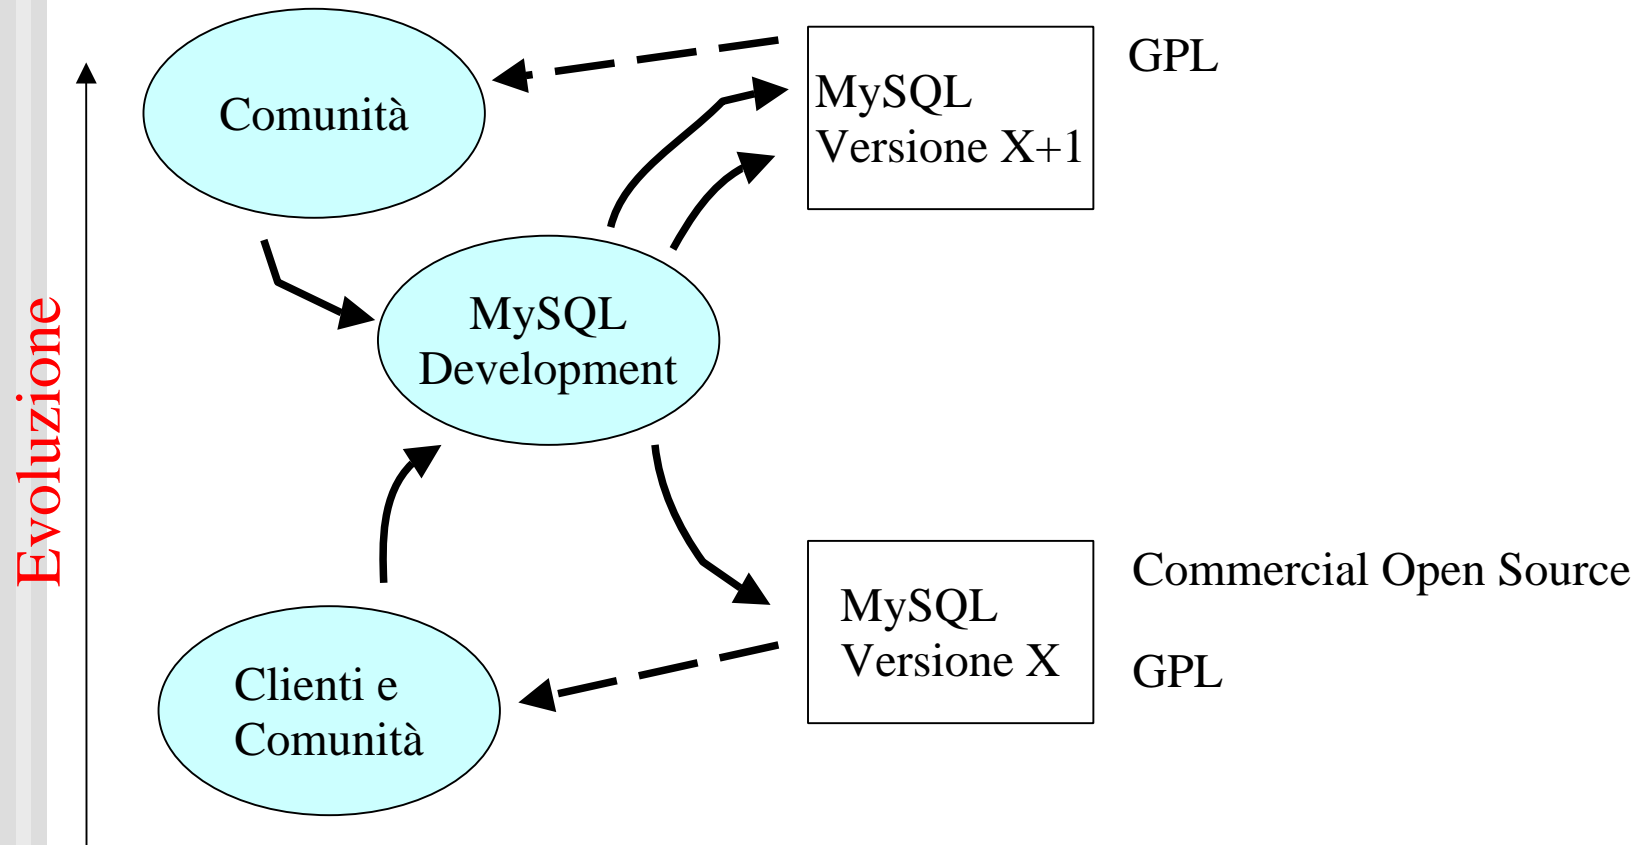 GPL
Comunità
MySQL
Versione X+1
MySQL
Development
Evoluzione
Commercial Open Source
MySQL
Versione X
GPL
Clienti e
Comunità